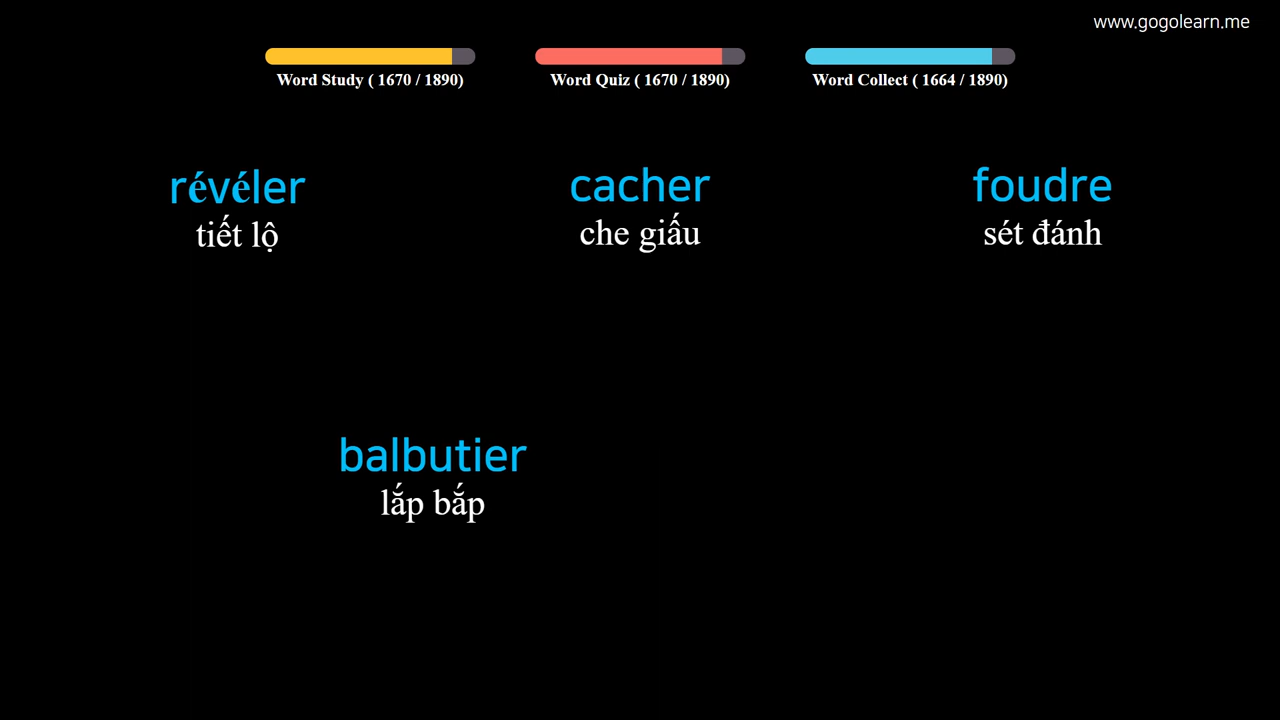 www.gogolearn.me
Word Study ( 1670 / 1890)
Word Quiz ( 1670 / 1890)
Word Collect ( 1664 / 1890)
révéler
tiết lộ
cacher
che giấu
foudre
sét đánh
balbutier
lắp bắp